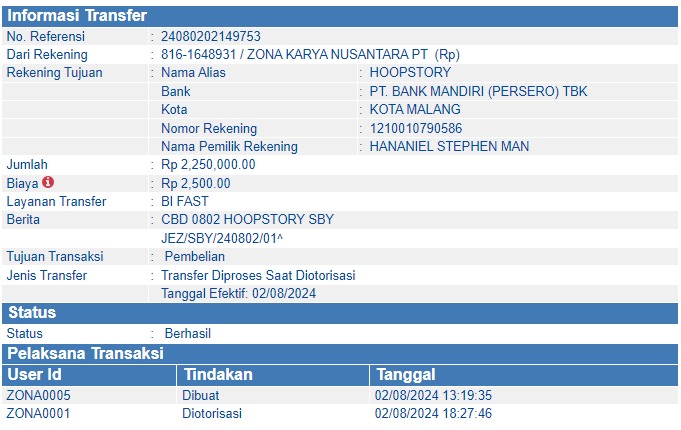 Informasi Transfer
No. Referensi : 24080202149753
Dari Rekening : 816-1648931 / ZONA KARYA NUSANTARA PT (Rp)
Rekening Tujuan : Nama Alias : HOOPSTORY
Bank : PT. BANK MANDIRI (PERSERO) TBK
Kota : KOTA MALANG
Nomor Rekening : 1210010790586
Nama Pemilik Rekening : HANANIEL STEPHEN MAN
Jumlah : Rp 2,250,000.00
Biaya : Rp 2,500.00
Layanan Transfer : BI FAST
Berita : CBD 0802 HOOPSTORY SBY
JEZ/SBY/240802/01^
Tujuan Transaksi : Pembelian
Jenis Transfer : Transfer Diproses Saat Diotorisasi
Tanggal Efektif: 02/08/2024
Status
Status : Berhasil
Pelaksana Transaksi
User Id Tindakan Tanggal
ZONA0005 Dibuat 02/08/2024 13:19:35
ZONA0001 Diotorisasi 02/08/2024 18:27:46